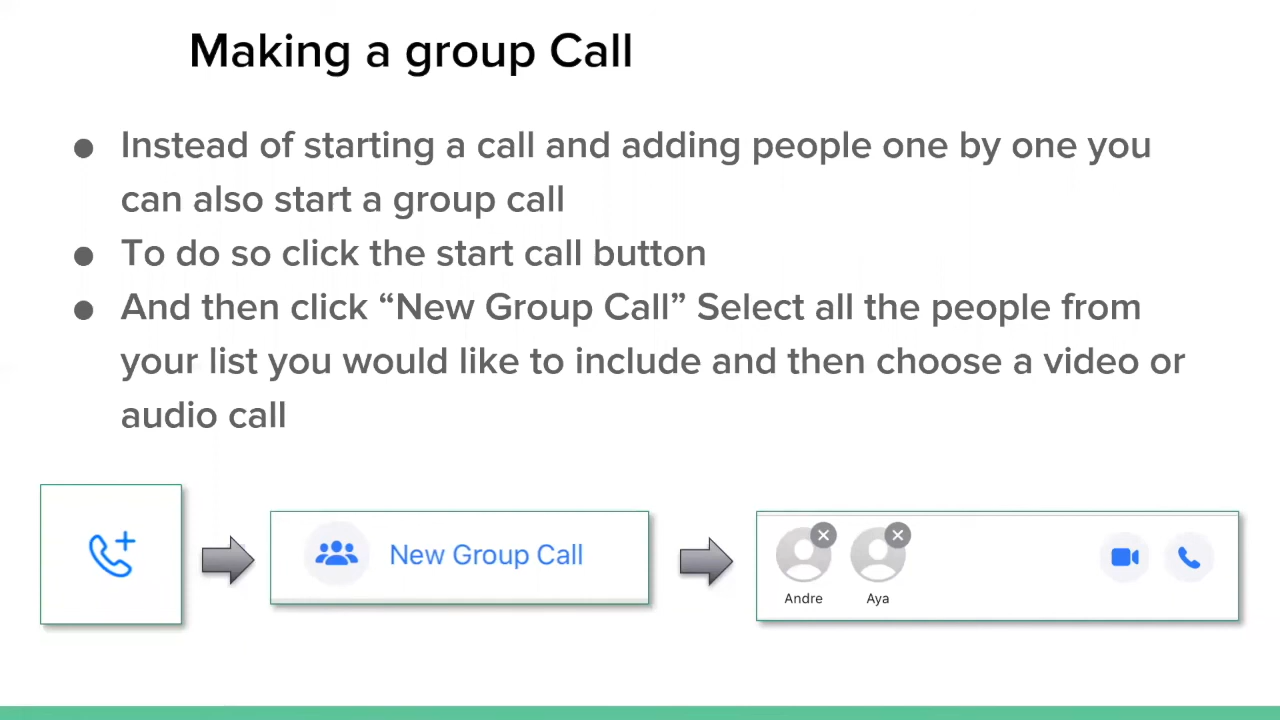 Making a group Call
● Instead of starting a call and adding people one by one you
can also start a group call
● To do so click the start call button
● And then click “New Group Call” Select all the people from
your list you would like to include and then choose a video or
audio call
New Group Call
Andre
Aya